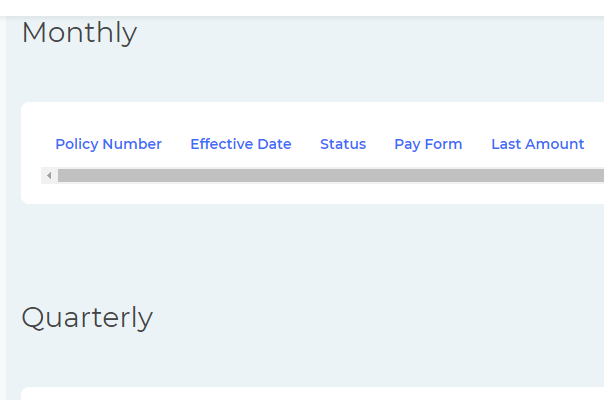 Monthly
Policy Number Effective Date Status Pay Form Last Amount
Quarterly